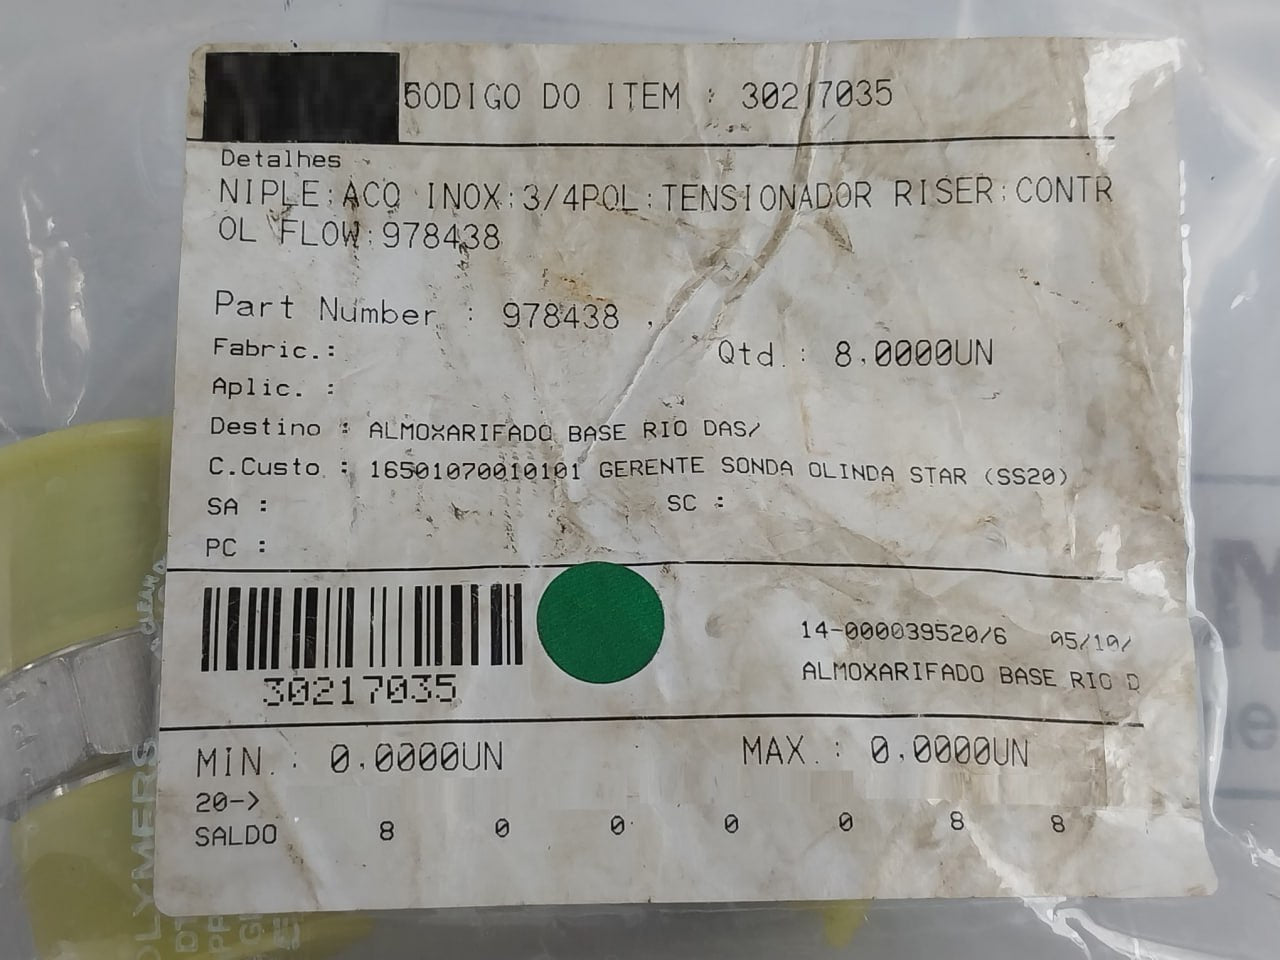 CODIGO DO ITEM : 30217035
Detalhes
NIPLE;ACO INOX:3/4POL:TENSIONADOR RISER;CONTR
OL FLOW:978438
Part Number : 978438
Fabric.:
Qtd.: 8.0000UN
Aplic. :
Destino : ALMOXARIFADO BASE RIO DAS/
C.Custo : 16501070010101 GERENTE SONDA OLINDA STAR (SS20)
SA :
SC :
PC :
30217035
14-000039520/6 05/10/
ALMOXARIFADO BASE RIO D
MIN.: 0.0000UN
MAX.: 0.0000UN
20->
SALDO 8 0 0 0 0 8 8